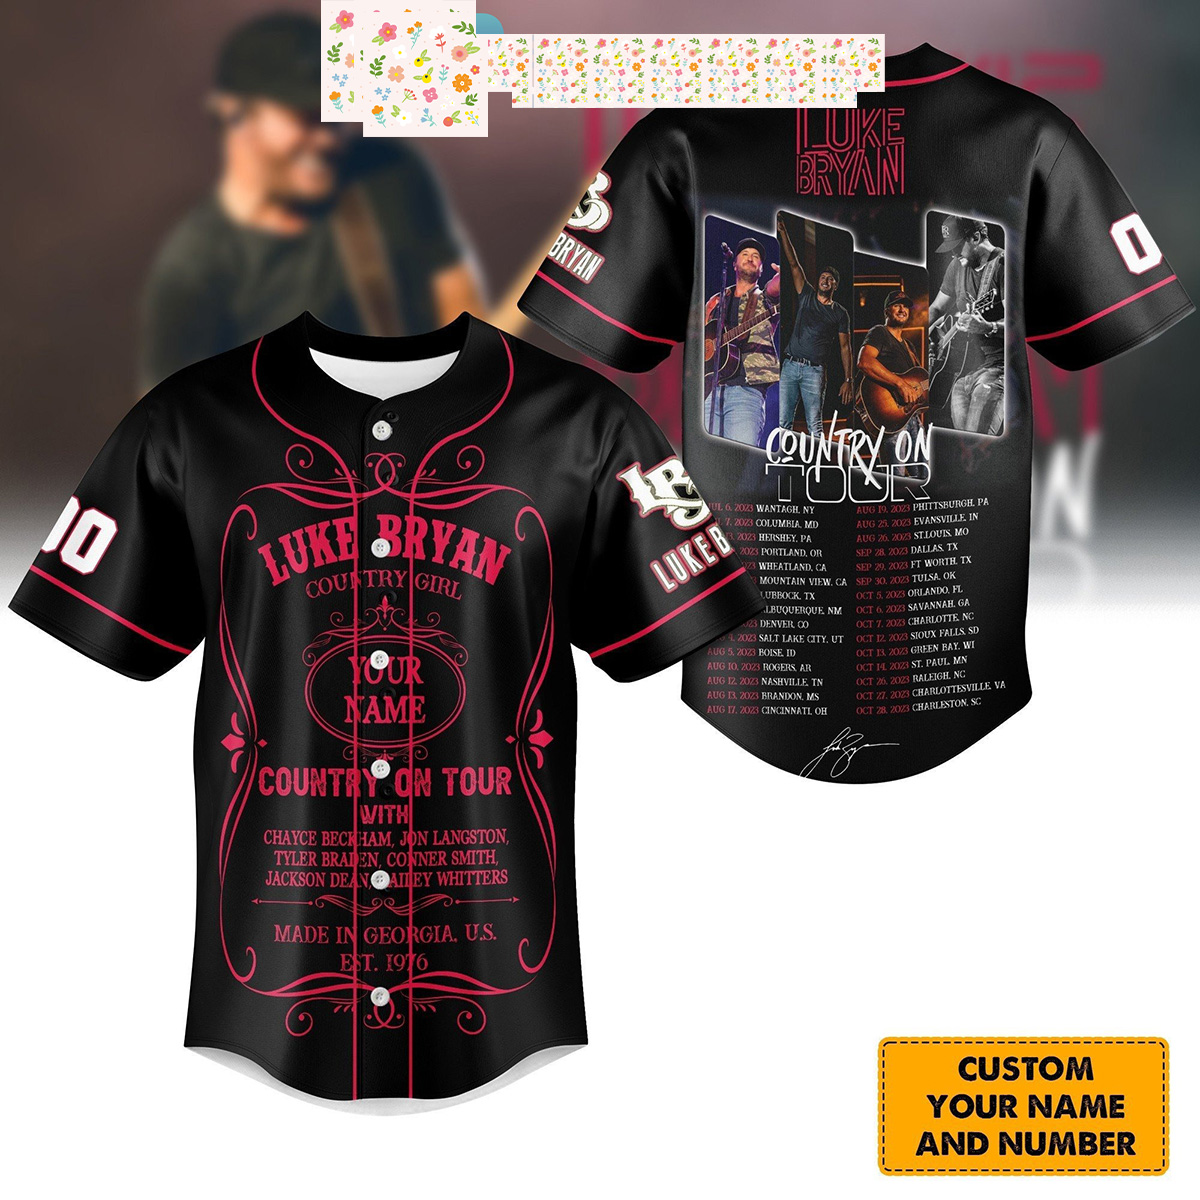 LUKE
BRYAN
BRYAN
0
COUNTRY ON
TOUR
6, 2023 WANTAGH, NY
7, 2023 COLUMBIA, MD
HERSHEY, PA
PORTLAND, OR
WHEATLAND, CA
MOUNTAIN VIEW, CA
LUBBOCK, TX
ALBUQUERQUE, NM
2023 DENVER, CO
4, 2023 SALT LAKE CITY, UT
AUG 5, 2023 BOISE, ID
AUG 10, 2023 ROGERS, AR
AUG 12, 2023 NASHVILLE, TN
AUG 13, 2023 BRANDON, MS
AUG 17, 2023 CINCINNATI, OH
AUG 19, 2023 PHITTSBURGH, PA
AUG 25, 2023 EVANSVILLE, IN
AUG 26, 2023 ST.LOUIS, MO
SEP 28, 2023 DALLAS, TX
SEP 29, 2023 FT WORTH, TX
SEP 30, 2023 TULSA, OK
OCT 5, 2023 ORLANDO, FL
OCT 6, 2023 SAVANNAH, GA
OCT 7, 2023 CHARLOTTE, NC
OCT 12, 2023 SIOUX FALLS, SD
OCT 13, 2023 GREEN BAY, WI
OCT 14, 2023 ST. PAUL, MN
OCT 26, 2023 RALEIGH, NC
OCT 27, 2023 CHARLOTTESVILLE, VA
OCT 28, 2023 CHARLESTON, SC
00
LB
LUKE B
LUKE BRYAN
COUNTRY GIRL
YOUR
NAME
COUNTRY ON TOUR
WITH
CHAYCE BECKHAM, JON LANGSTON,
TYLER BRADEN, CONNER SMITH,
JACKSON DEAN, AILEY WHITTERS
MADE IN GEORGIA, U.S.
EST. 1976
CUSTOM
YOUR NAME
AND NUMBER